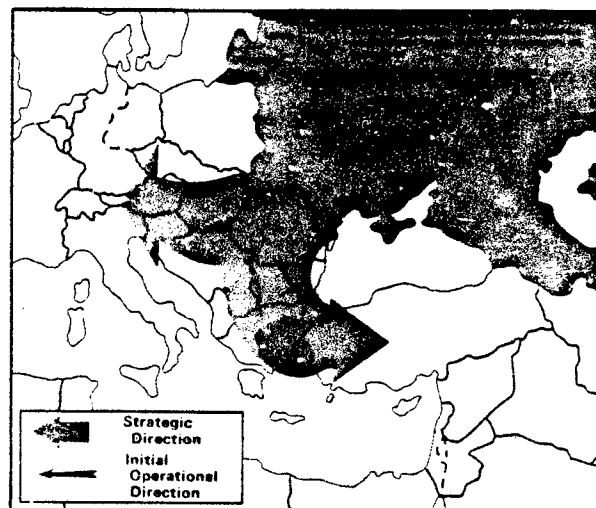 Strategic
Direction
Initial
Operational
Direction